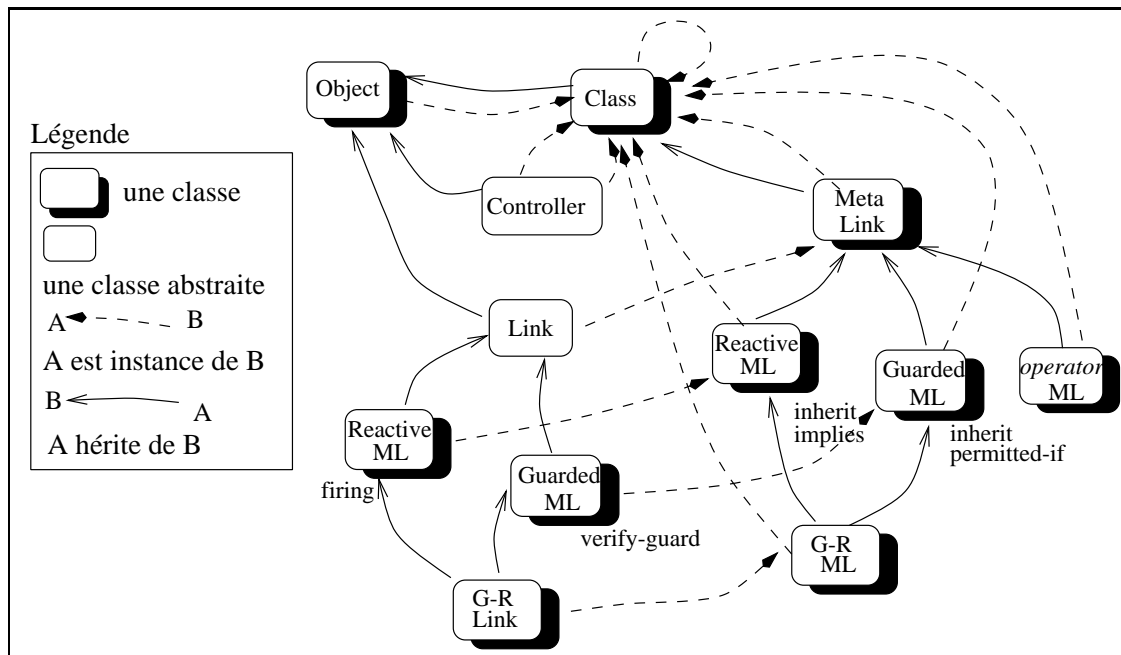 Légende
une classe
une classe abstraite
A B
A est instance de B
B A
A hérite de B
Object
Class
Controller
Meta
Link
Link
Reactive
ML
Guarded
ML
operator
ML
inherit
implies
inherit
permitted-if
Reactive
ML
firing
Guarded
ML
verify-guard
G-R
Link
G-R
ML